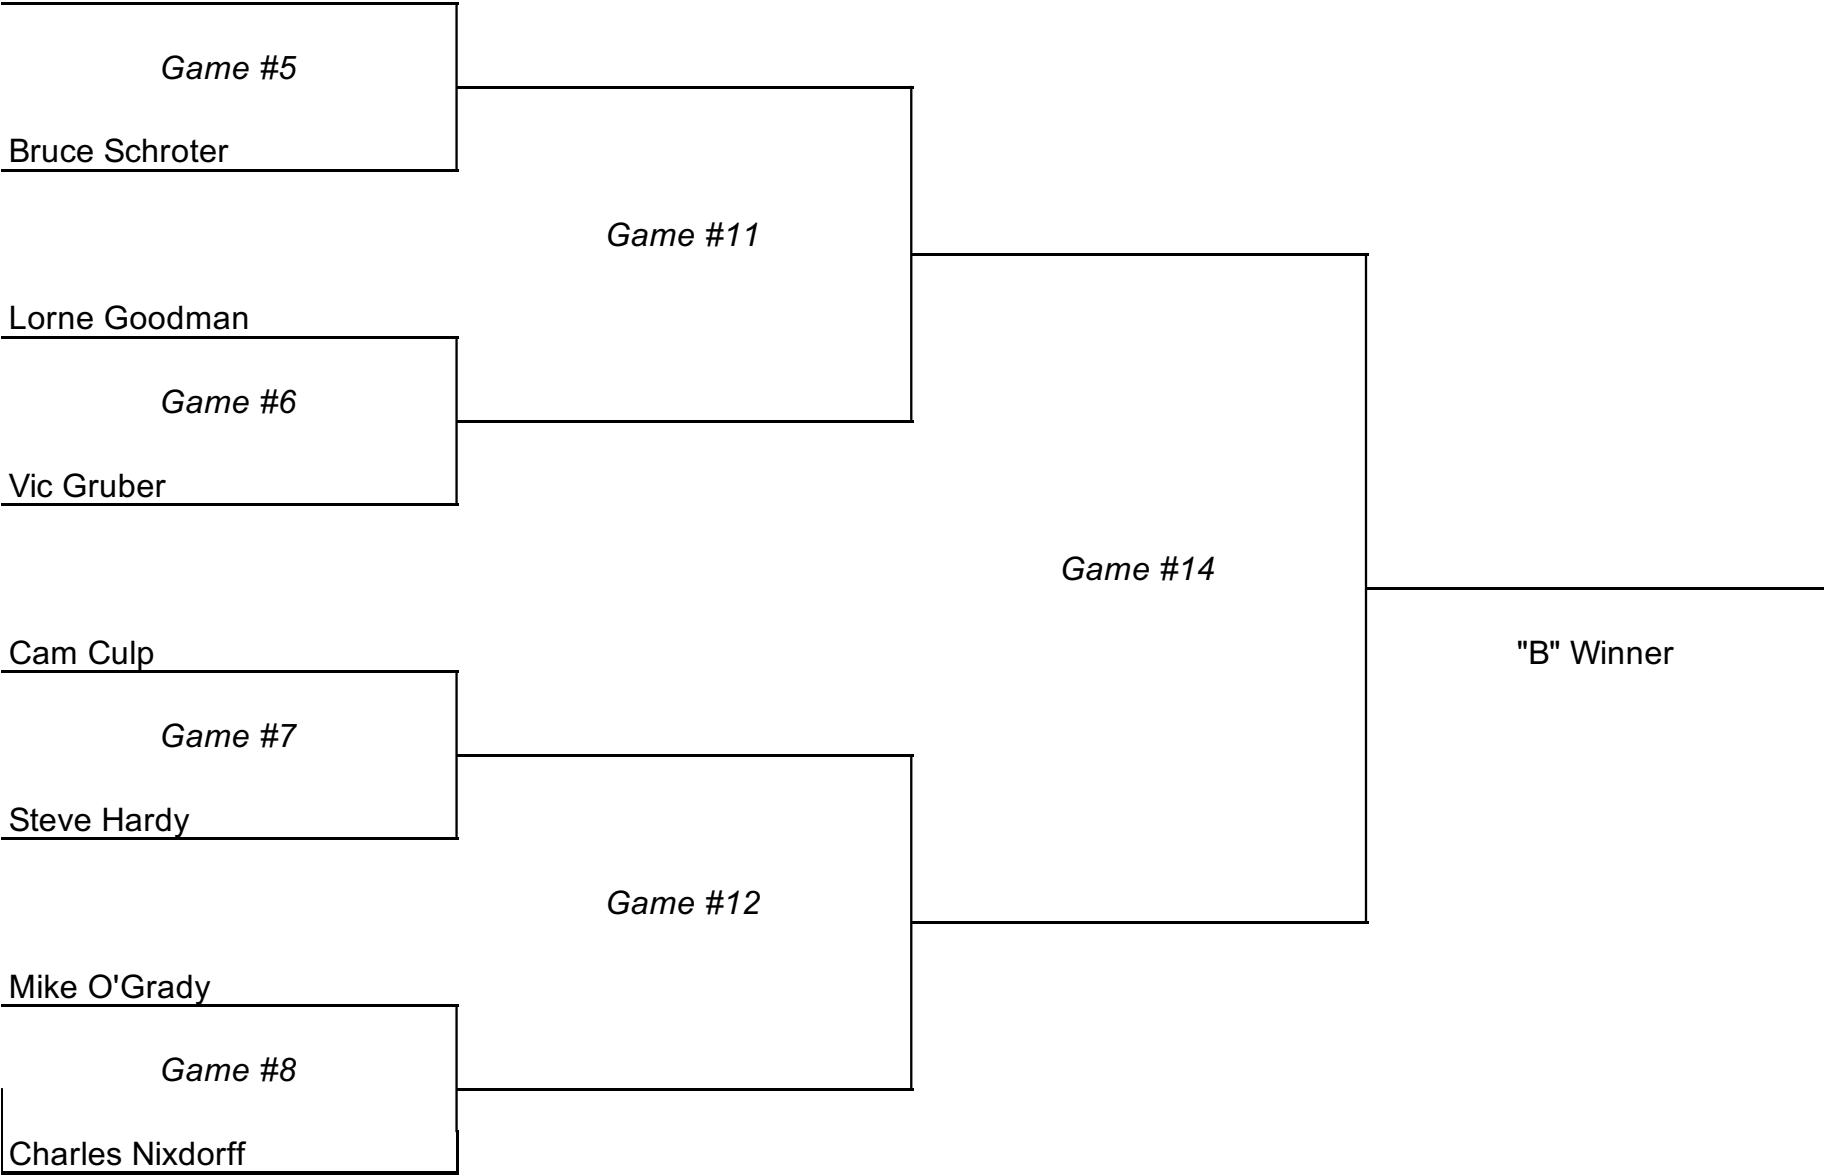 Game #5
Bruce Schroter
Game #11
Lorne Goodman
Game #6
Vic Gruber
Game #14
Cam Culp
"B" Winner
Game #7
Steve Hardy
Game #12
Mike O'Grady
Game #8
Charles Nixdorff